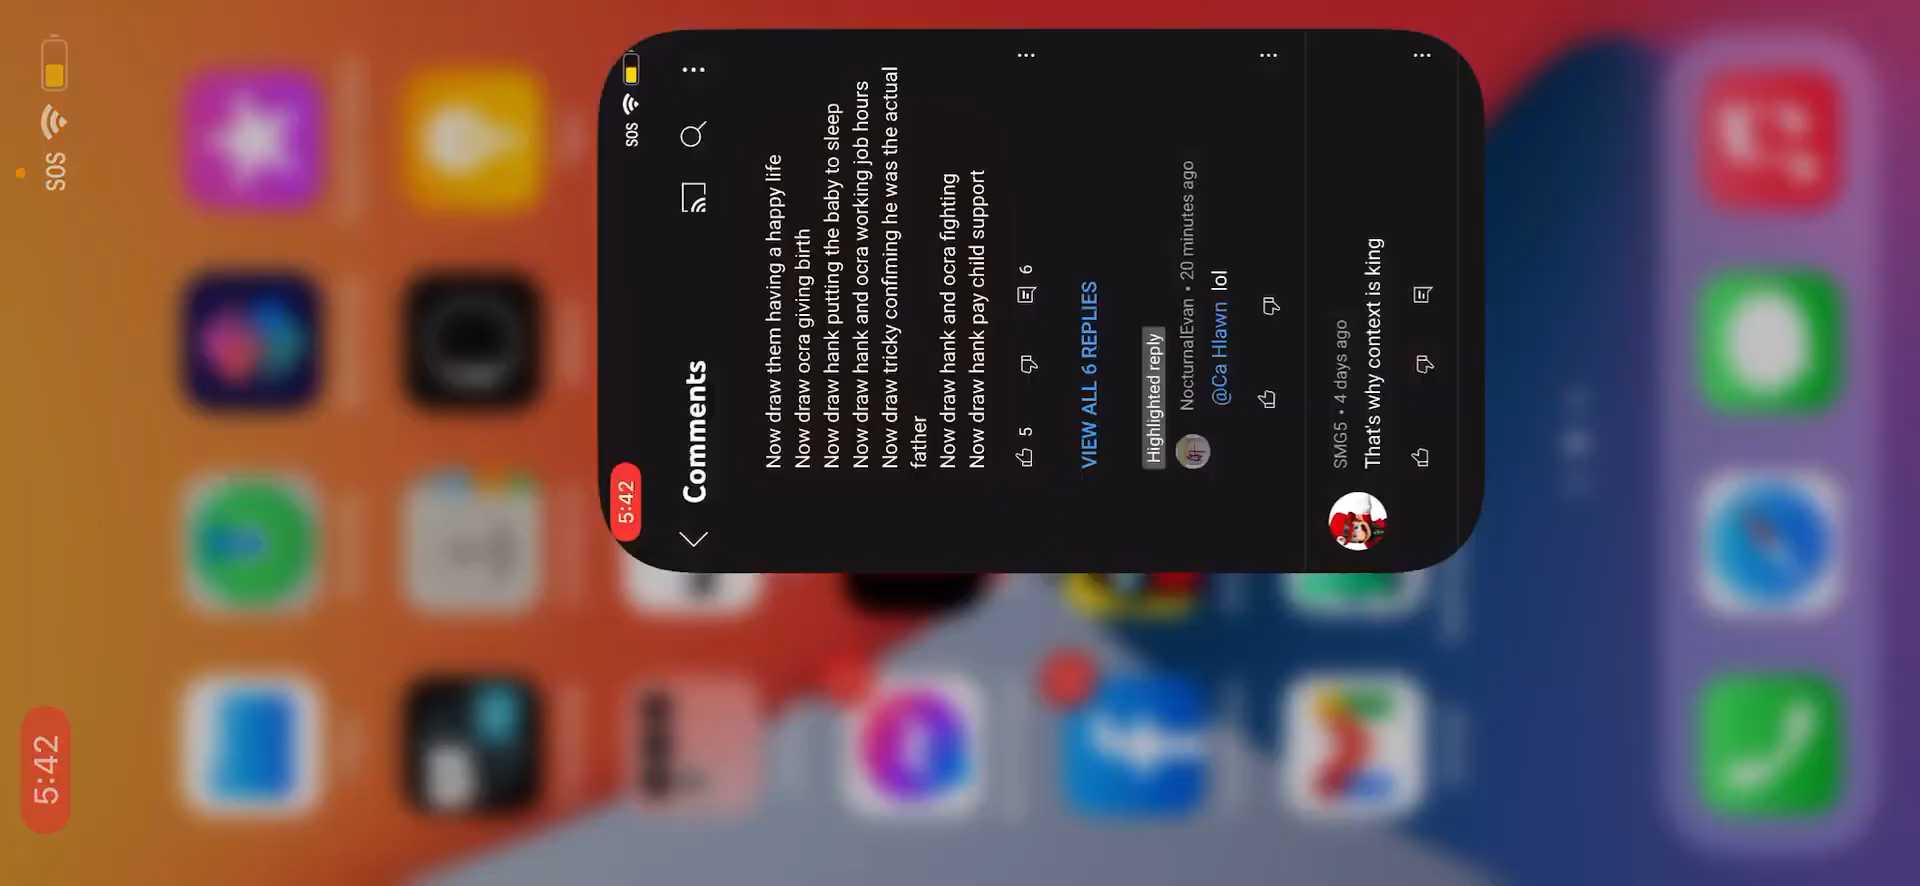 5:42
SOS
5:42
SOS
Comments
Now draw them having a happy life
Now draw ocra giving birth
Now draw hank putting the baby to sleep
Now draw hank and ocra working job hours
Now draw tricky confiming he was the actual
father
Now draw hank and ocra fighting
Now draw hank pay child support
5
6
VIEW ALL 6 REPLIES
Highlighted reply
NocturnalEvan • 20 minutes ago
@Ca Hlawn lol
SMG5 • 4 days ago
That's why context is king